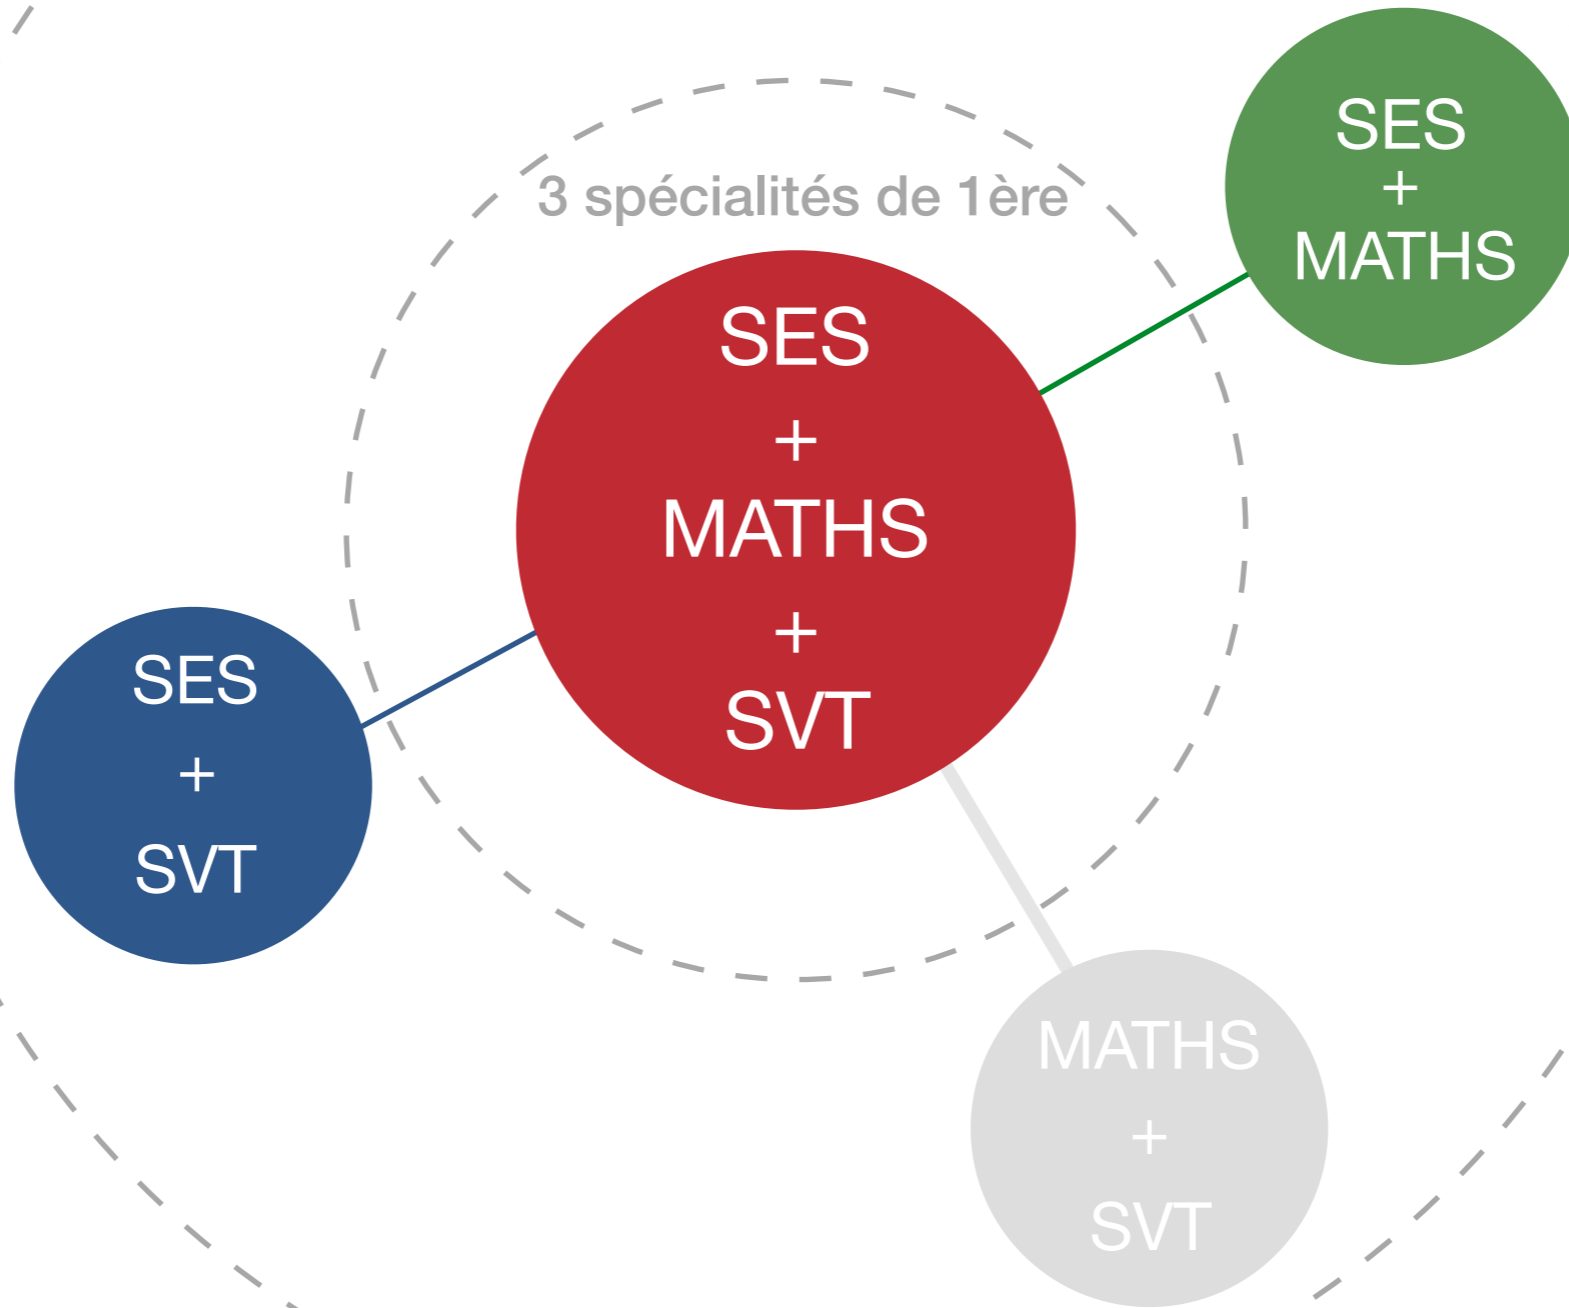 3 spécialités de 1ère
SES
+
MATHS
+
SVT
SES
+
MATHS
SES
+
SVT
MATHS
+
SVT